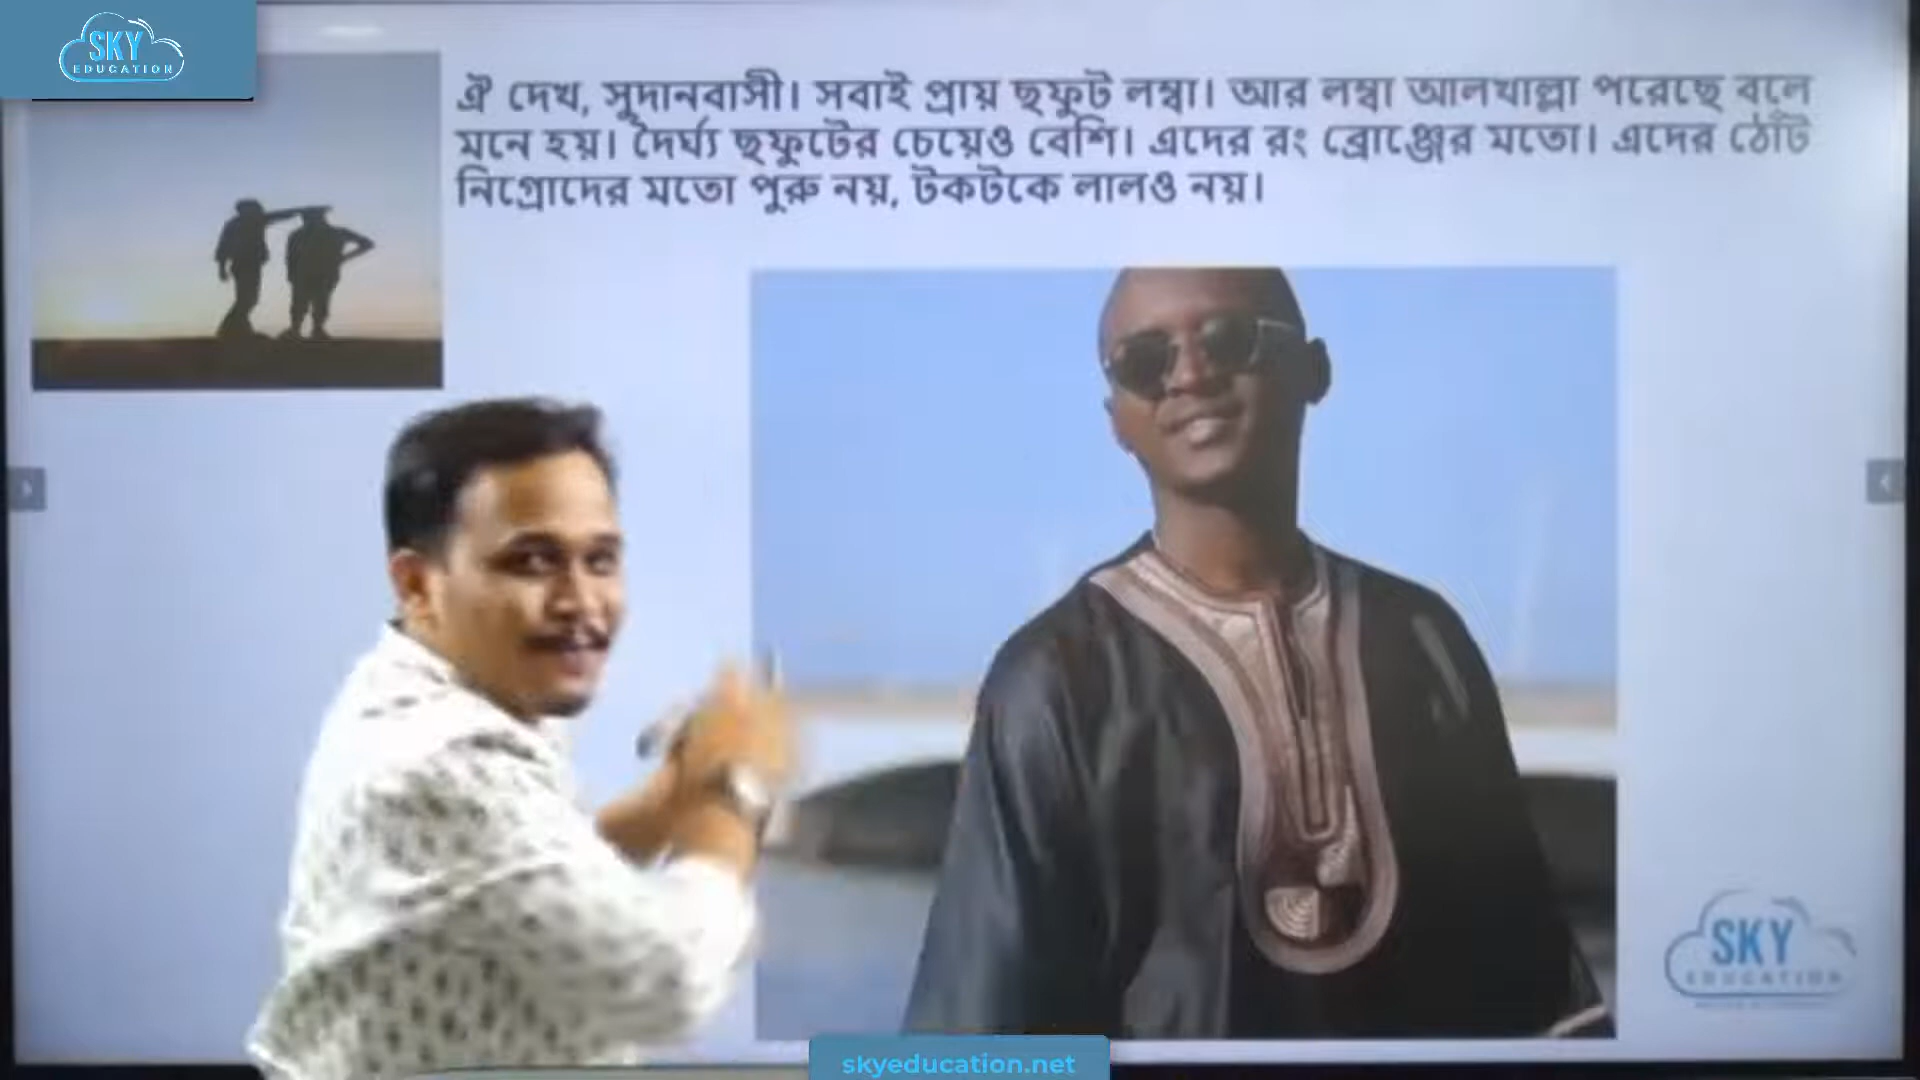 SKY
EDUCATION
ঐ দেখ, সুদানবাসী। সবাই প্রায় ছফুট লম্বা। আর লম্বা আলখাল্লা পরেছে বলে
মনে হয়। দৈর্ঘ্য ছফুটের চেয়েও বেশি। এদের রং ব্রোঞ্জের মতো। এদের ঠোঁট
নিগ্রোদের মতো পুরু নয়, টকটকে লালও নয়।
SKY
EDUCATION
skyeducation.net